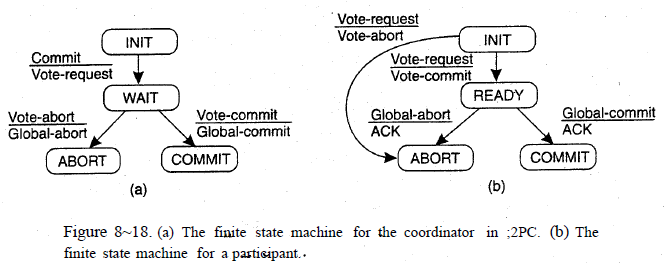 Vote-request
Vote-abort
INIT
INIT
Commit
Vote-request
Vote-request
Vote-commit
WAIT
READY
Vote-abort
Global-abort
Vote-commit
Global-commit
Global-abort
ACK
Global-commit
ACK
ABORT
COMMIT
ABORT
COMMIT
(a)
(b)
Figure 8~18. (a) The finite state machine for the coordinator in ;2PC. (b) The
finite state machine for a participant..